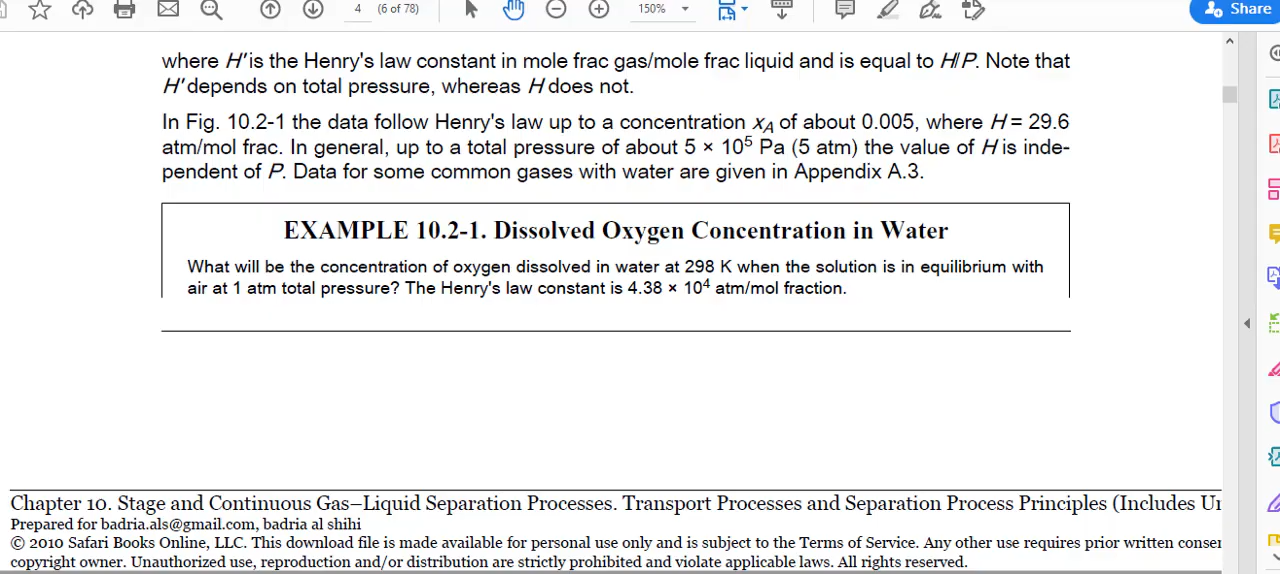 4 (6 of 78) 150% Share
where H' is the Henry's law constant in mole frac gas/mole frac liquid and is equal to H/P. Note that
H' depends on total pressure, whereas H does not.
In Fig. 10.2-1 the data follow Henry's law up to a concentration xA of about 0.005, where H = 29.6
atm/mol frac. In general, up to a total pressure of about 5 × 10⁵ Pa (5 atm) the value of H is inde-
pendent of P. Data for some common gases with water are given in Appendix A.3.
EXAMPLE 10.2-1. Dissolved Oxygen Concentration in Water
What will be the concentration of oxygen dissolved in water at 298 K when the solution is in equilibrium with
air at 1 atm total pressure? The Henry's law constant is 4.38 × 10⁴ atm/mol fraction.
Chapter 10. Stage and Continuous Gas–Liquid Separation Processes. Transport Processes and Separation Process Principles (Includes
Prepared for badria.als@gmail.com, badria al shihi
© 2010 Safari Books Online, LLC. This download file is made available for personal use only and is subject to the Terms of Service. Any other use requires prior written
copyright owner. Unauthorized use, reproduction and/or distribution are strictly prohibited and violate applicable laws. All rights reserved.